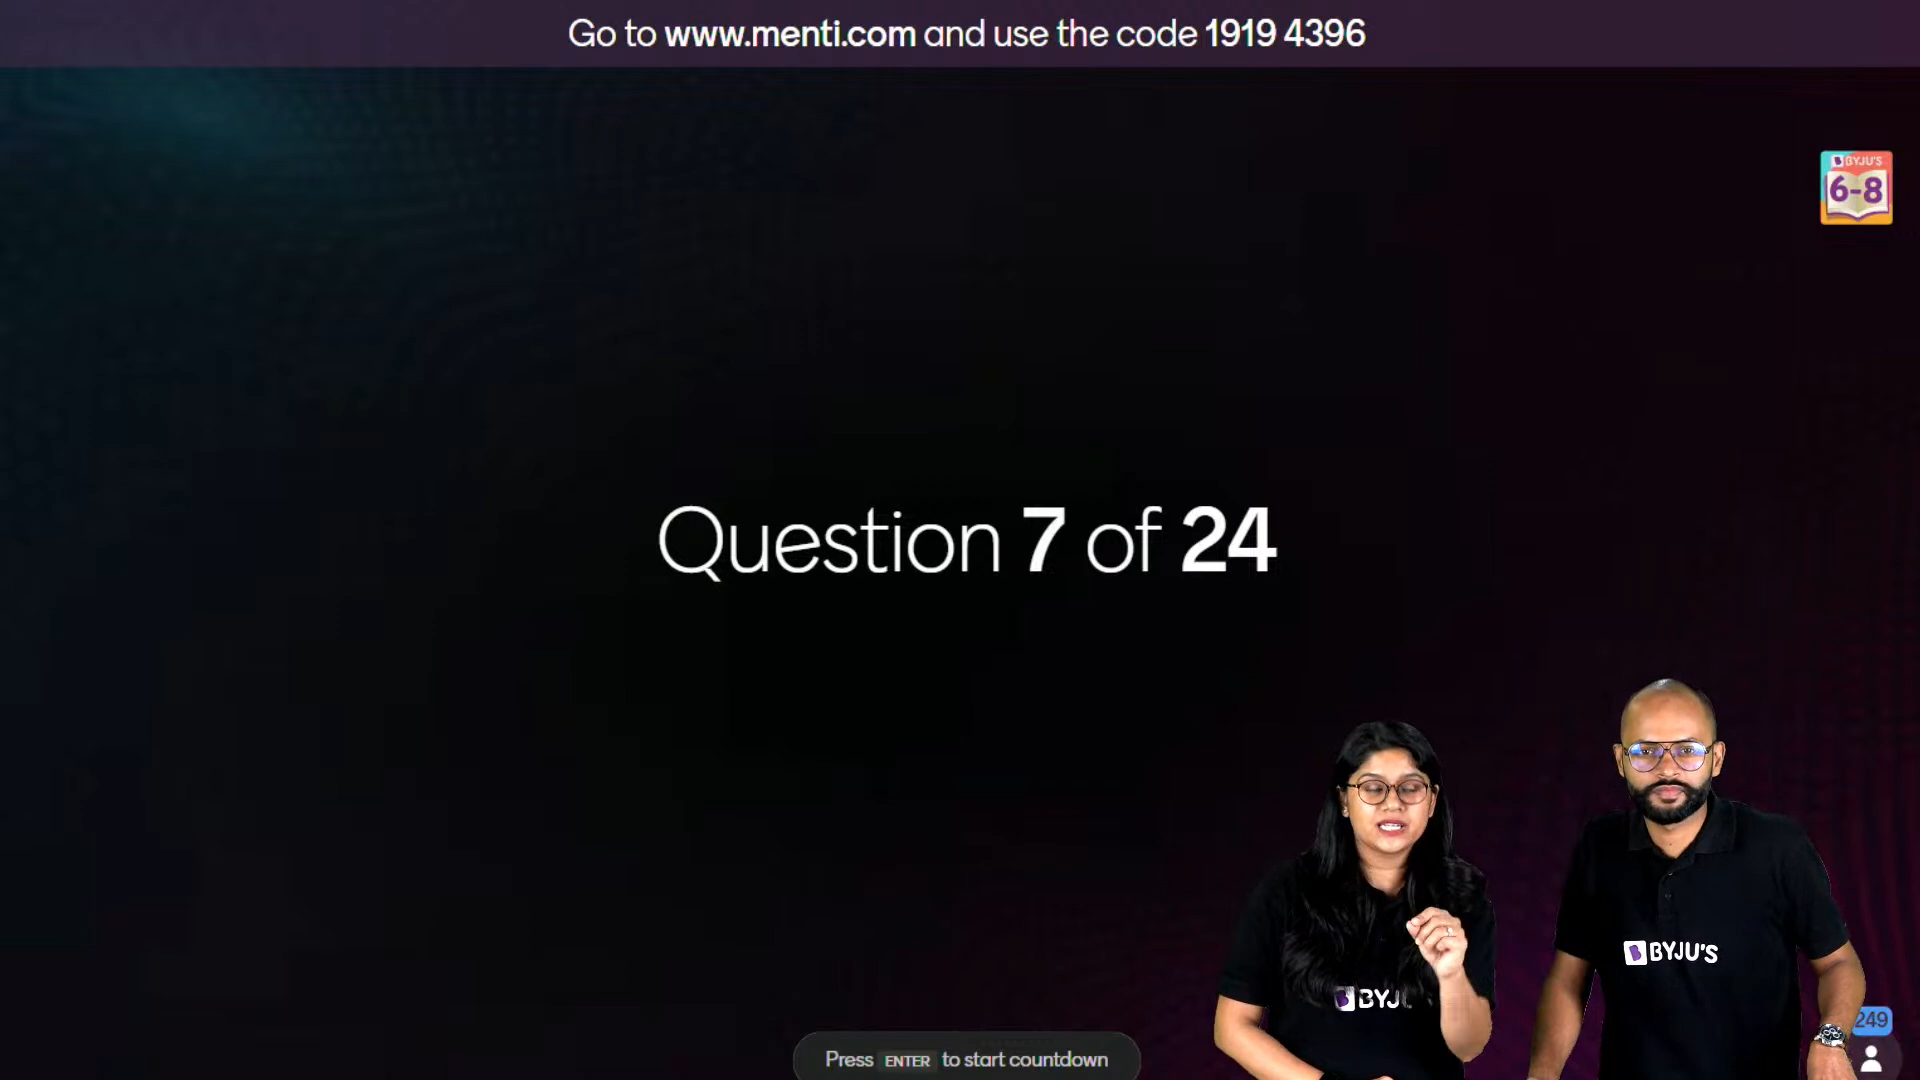 Go to www.menti.com and use the code 1919 4396
BYJU'S
6-8
Question 7 of 24
BYJU'S
BYJU
249
Press ENTER to start countdown